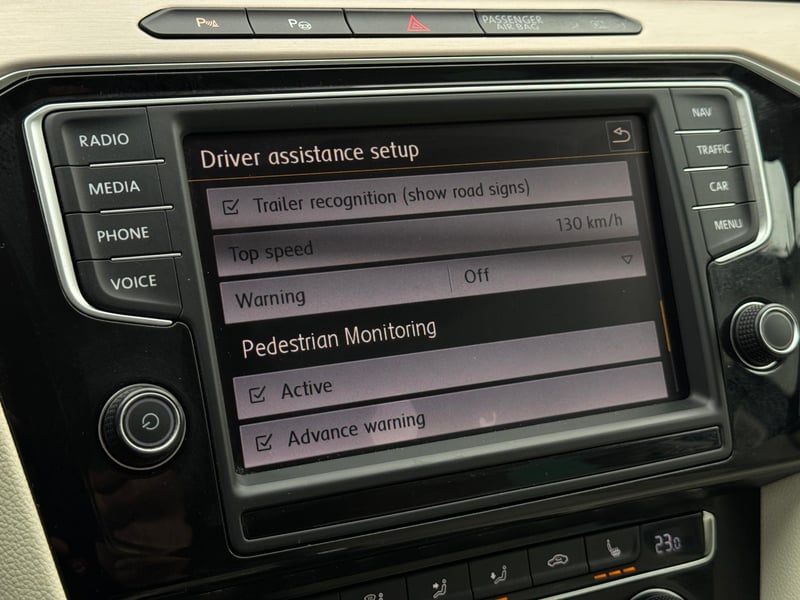 P
P
PASSENGER
AIR BAG
RADIO
MEDIA
PHONE
VOICE
Driver assistance setup
Trailer recognition (show road signs)
Top speed 130 km/h
Warning Off
Pedestrian Monitoring
Active
Advance warning
NAV
TRAFFIC
CAR
MENU
23.0